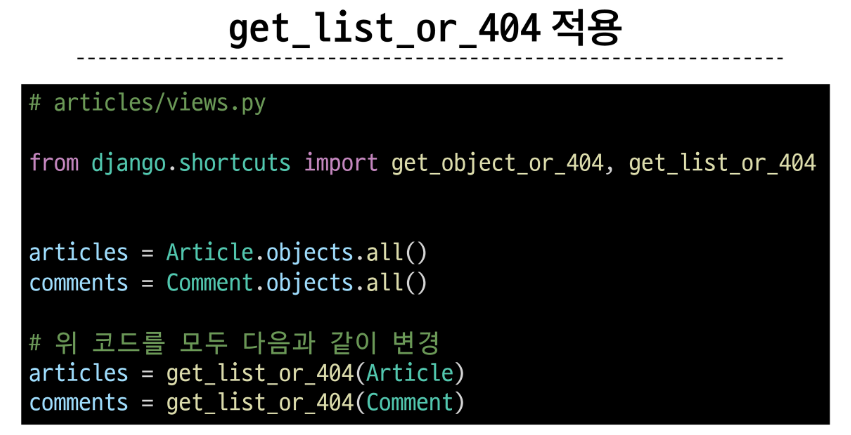 get_list_or_404 적용
# articles/views.py
from django.shortcuts import get_object_or_404, get_list_or_404
articles = Article.objects.all()
comments = Comment.objects.all()
# 위 코드를 모두 다음과 같이 변경
articles = get_list_or_404(Article)
comments = get_list_or_404(Comment)